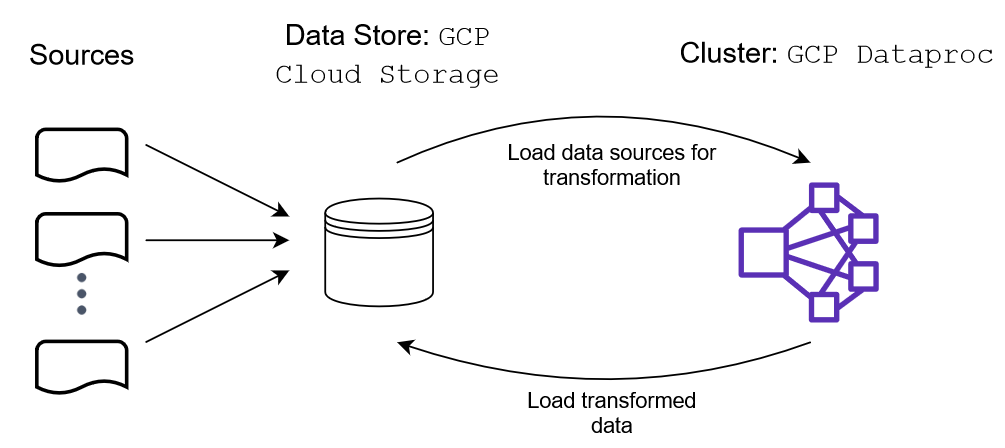 Sources
Data Store: GCP
Cloud Storage
Cluster: GCP Dataproc
Load data sources for
transformation
Load transformed
data